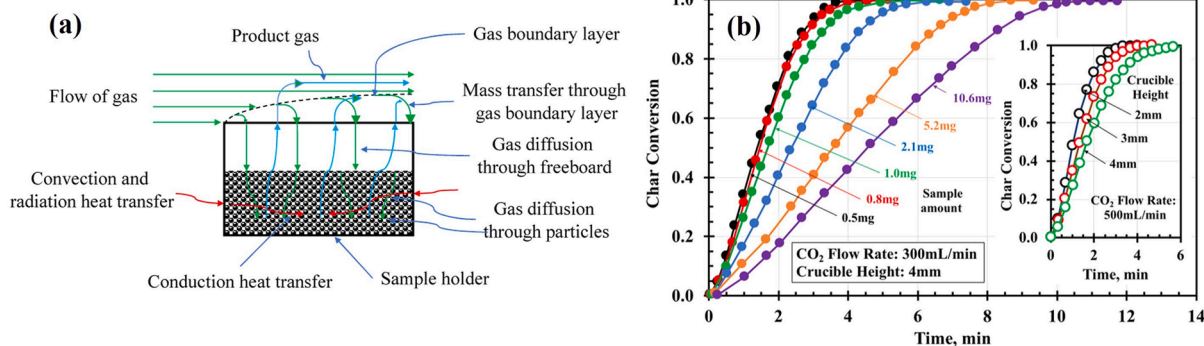 (a)
Product gas
Gas boundary layer
Flow of gas
Mass transfer through
gas boundary layer
Gas diffusion
through freeboard
Convection and
radiation heat transfer
Gas diffusion
through particles
Conduction heat transfer
Sample holder
(b)
Char Conversion
1.0
0.8
0.6
0.4
0.2
0.0
0
2
4
6
8
10
12
14
Time, min
10.6mg
5.2mg
2.1mg
1.0mg
0.8mg
0.5mg
Sample
amount
CO2 Flow Rate: 300mL/min
Crucible Height: 4mm
Char Conversion
1.0
0.8
0.6
0.4
0.2
0.0
0
2
4
6
Time, min
Crucible
Height
2mm
3mm
4mm
CO2 Flow Rate:
500mL/min